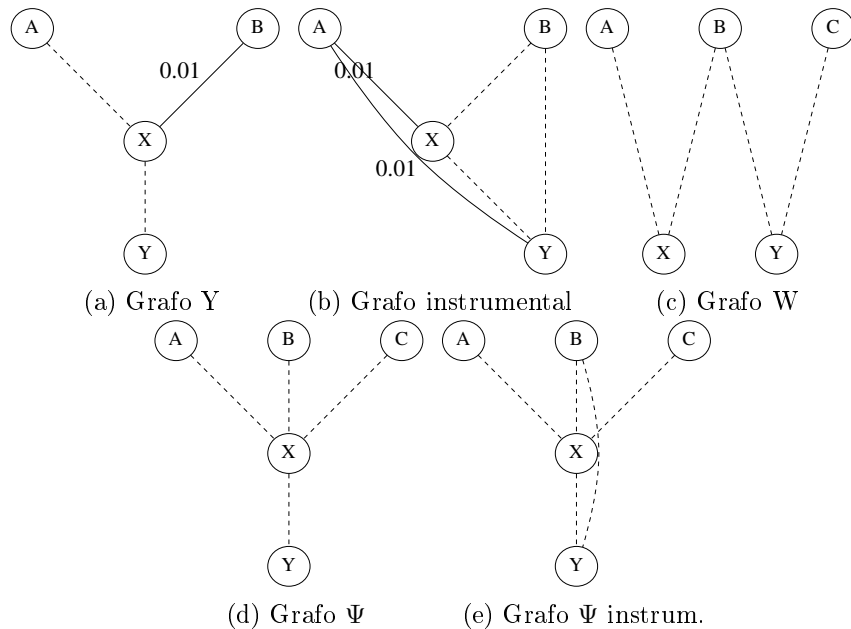 A B A B A B C
0.01 0.01
X X
0.01
Y Y X Y
(a) Grafo Y (b) Grafo instrumental (c) Grafo W
A B C A B C
X X
Y Y
(d) Grafo Ψ (e) Grafo Ψ instrum.